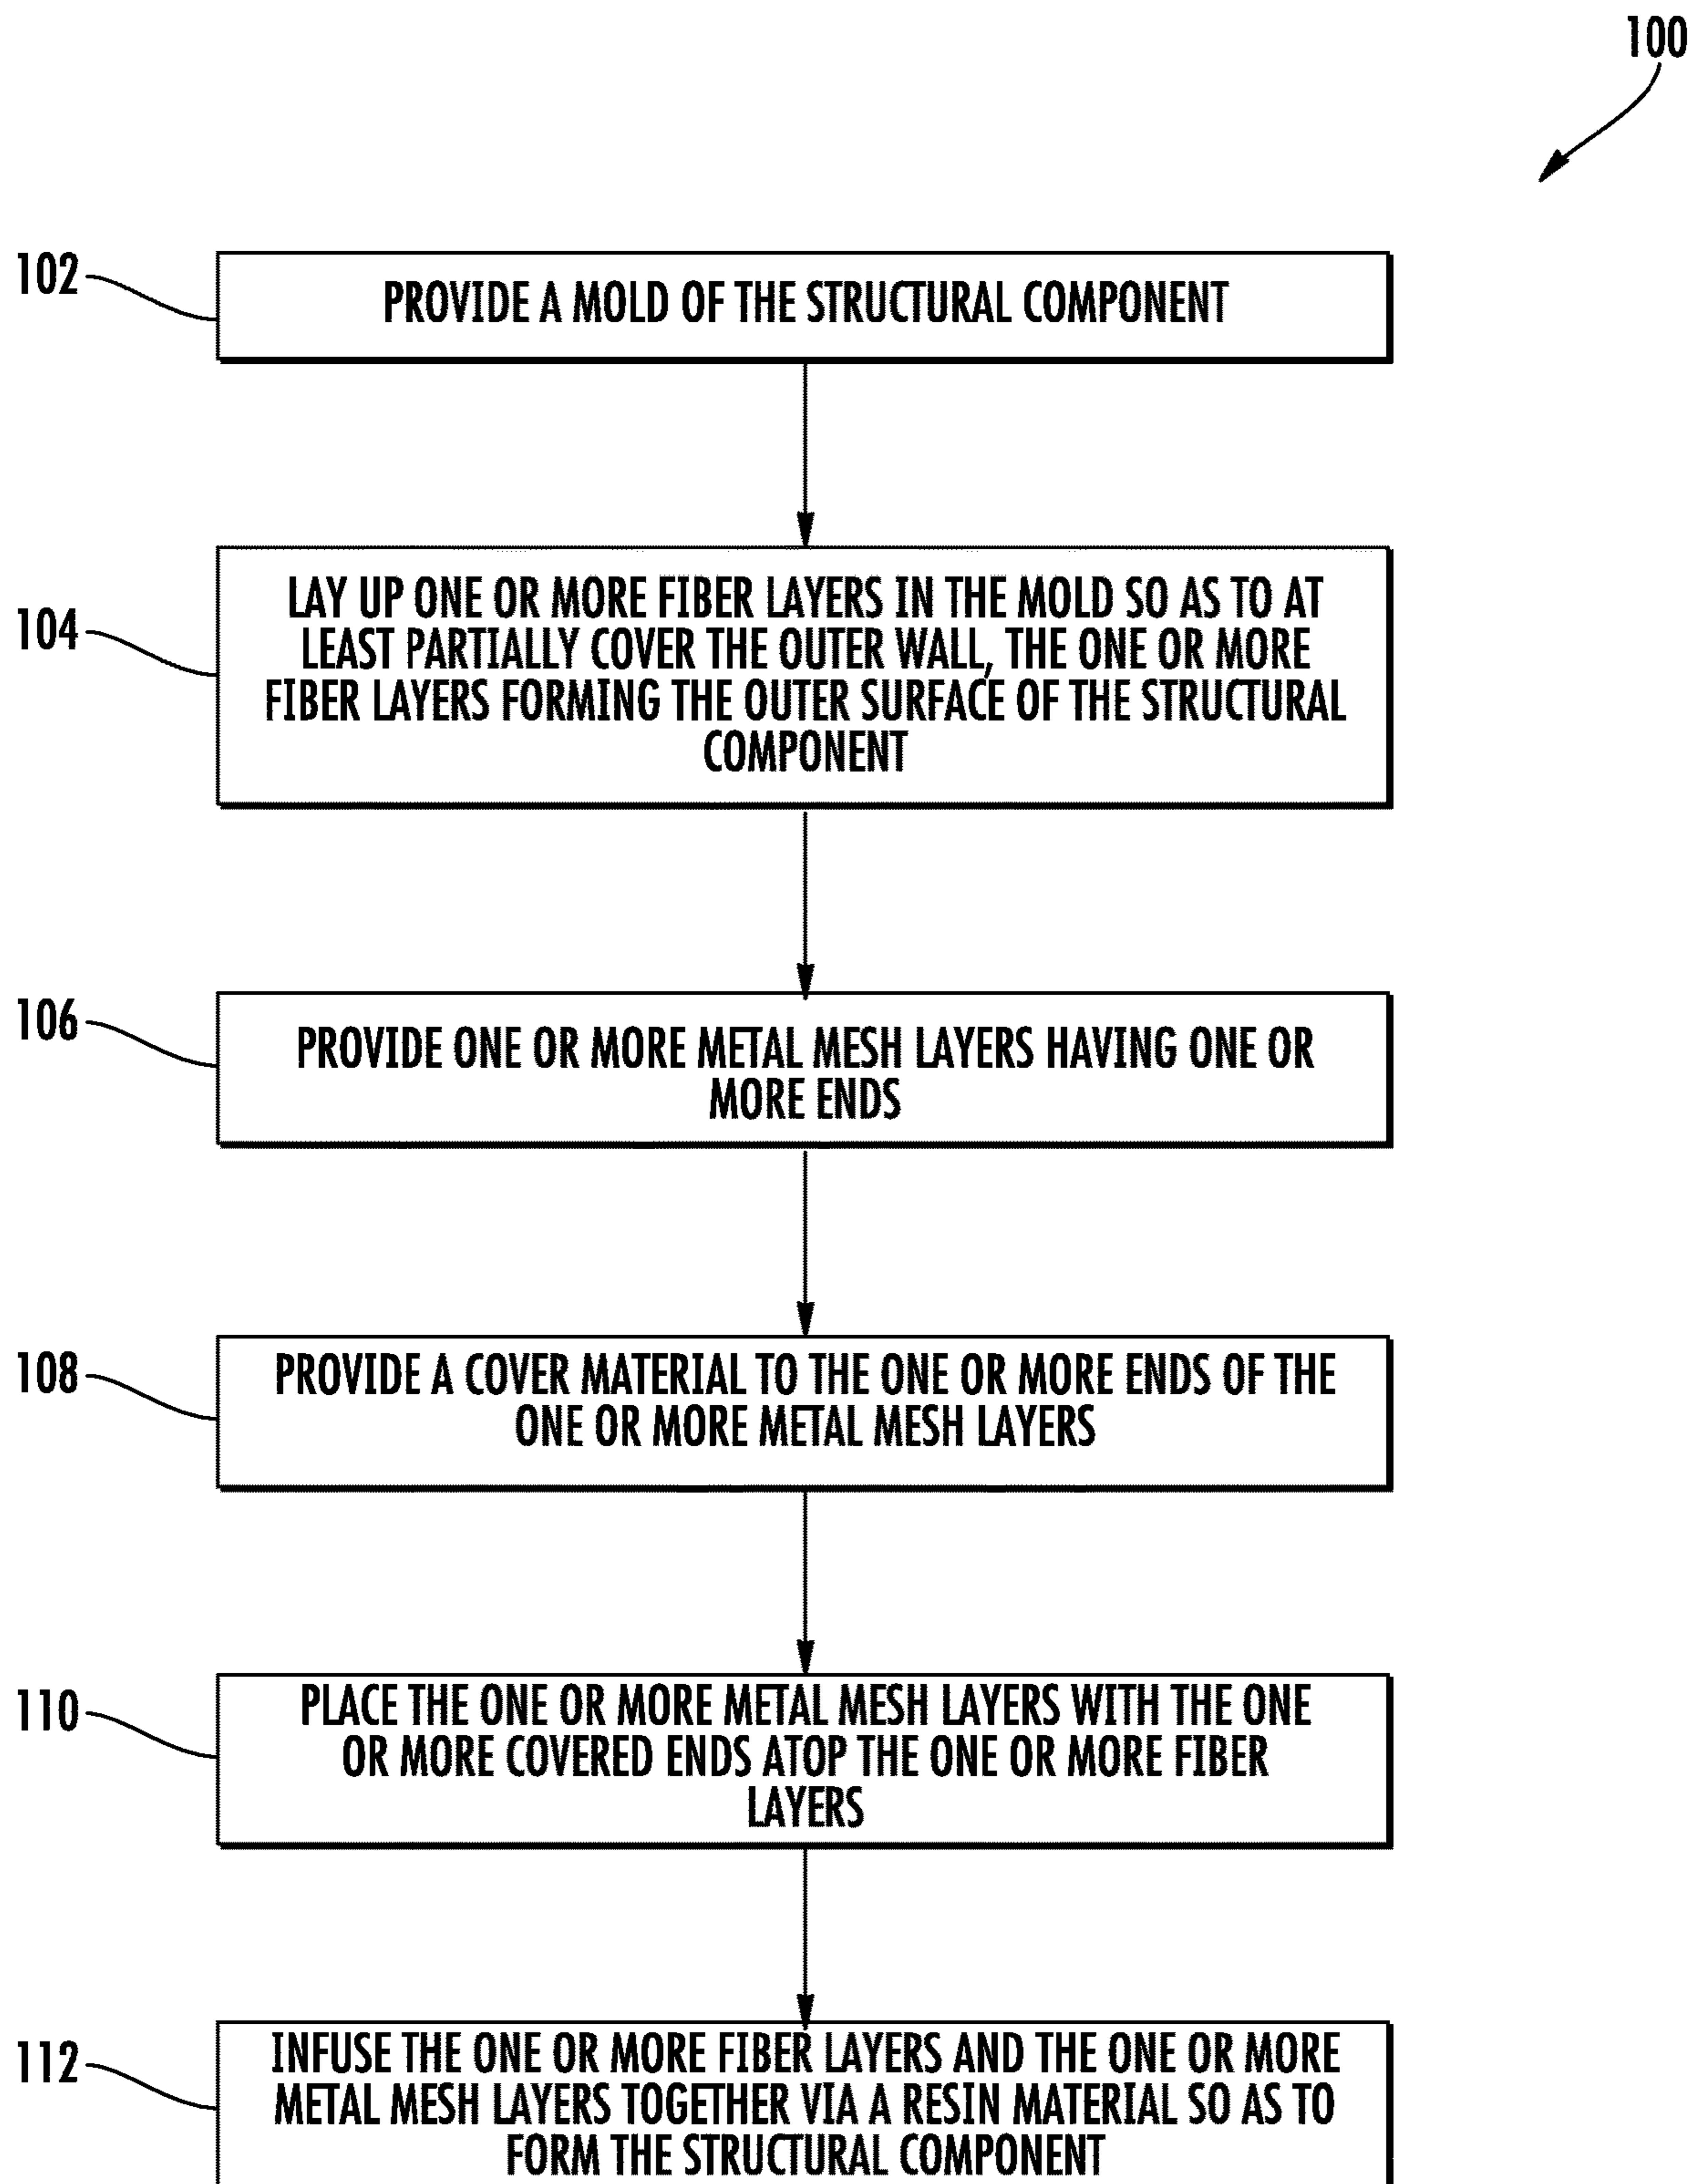 100
102
PROVIDE A MOLD OF THE STRUCTURAL COMPONENT
104
LAY UP ONE OR MORE FIBER LAYERS IN THE MOLD SO AS TO AT
LEAST PARTIALLY COVER THE OUTER WALL, THE ONE OR MORE
FIBER LAYERS FORMING THE OUTER SURFACE OF THE STRUCTURAL
COMPONENT
106
PROVIDE ONE OR MORE METAL MESH LAYERS HAVING ONE OR
MORE ENDS
108
PROVIDE A COVER MATERIAL TO THE ONE OR MORE ENDS OF THE
ONE OR MORE METAL MESH LAYERS
110
PLACE THE ONE OR MORE METAL MESH LAYERS WITH THE ONE
OR MORE COVERED ENDS ATOP THE ONE OR MORE FIBER
LAYERS
112
INFUSE THE ONE OR MORE FIBER LAYERS AND THE ONE OR MORE
METAL MESH LAYERS TOGETHER VIA A RESIN MATERIAL SO AS TO
FORM THE STRUCTURAL COMPONENT